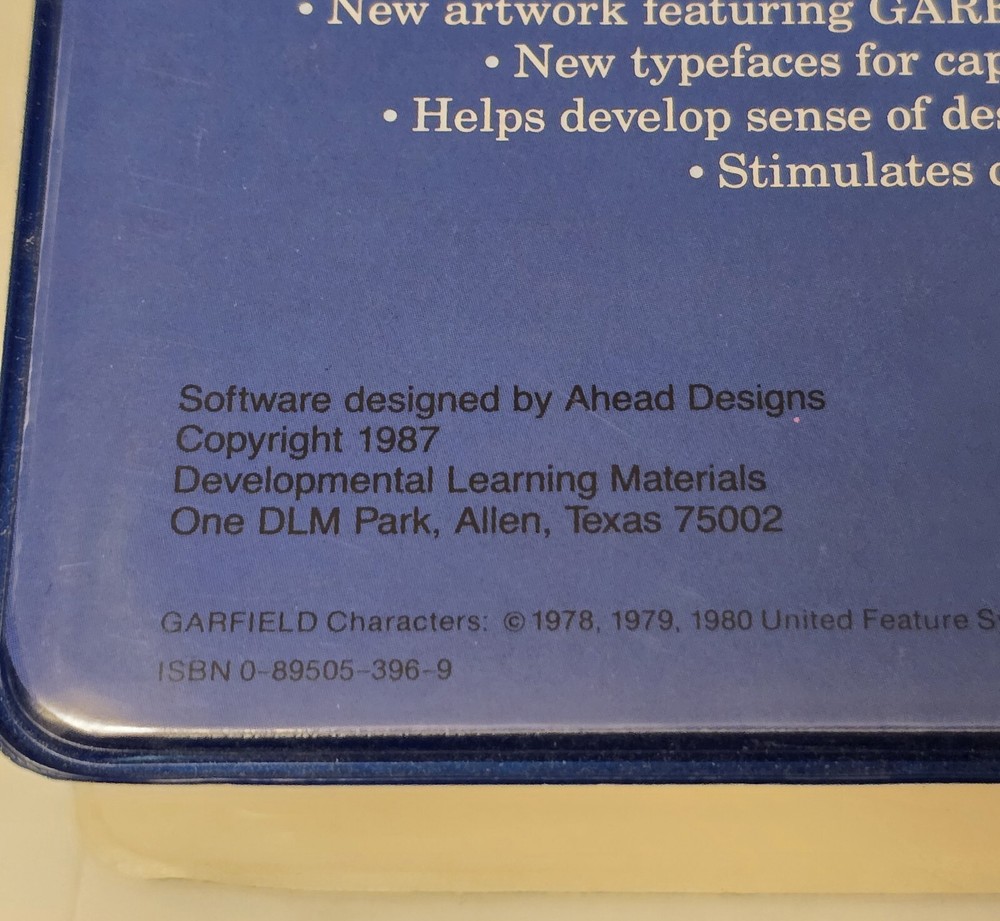 • New artwork featuring
• New typefaces for
• Helps develop sense of
• Stimulates
Software designed by Ahead Designs
Copyright 1987
Developmental Learning Materials
One DLM Park, Allen, Texas 75002
GARFIELD Characters: © 1978, 1979, 1980 United Feature
ISBN 0-89505-396-9